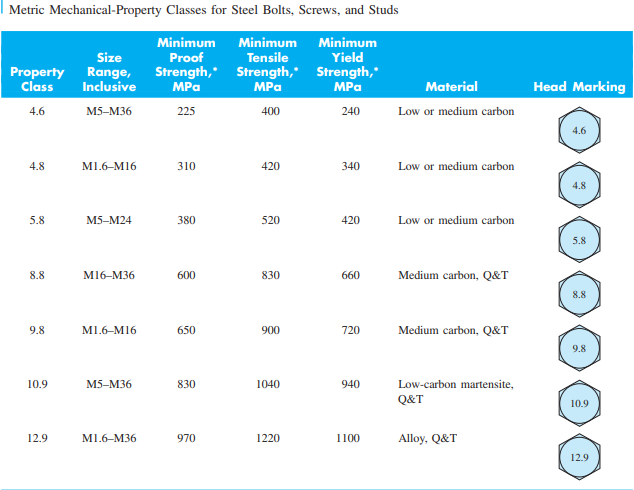 Metric Mechanical-Property Classes for Steel Bolts, Screws, and Studs
Minimum Minimum Minimum
Size Proof Tensile Yield
Property Range, Strength,* Strength,* Strength,*
Class Inclusive MPa MPa MPa Material Head Marking
4.6 M5–M36 225 400 240 Low or medium carbon
4.6
4.8 M1.6–M16 310 420 340 Low or medium carbon
4.8
5.8 M5–M24 380 520 420 Low or medium carbon
5.8
8.8 M16–M36 600 830 660 Medium carbon, Q&T
8.8
9.8 M1.6–M16 650 900 720 Medium carbon, Q&T
9.8
10.9 M5–M36 830 1040 940 Low-carbon martensite,
Q&T
10.9
12.9 M1.6–M36 970 1220 1100 Alloy, Q&T
12.9